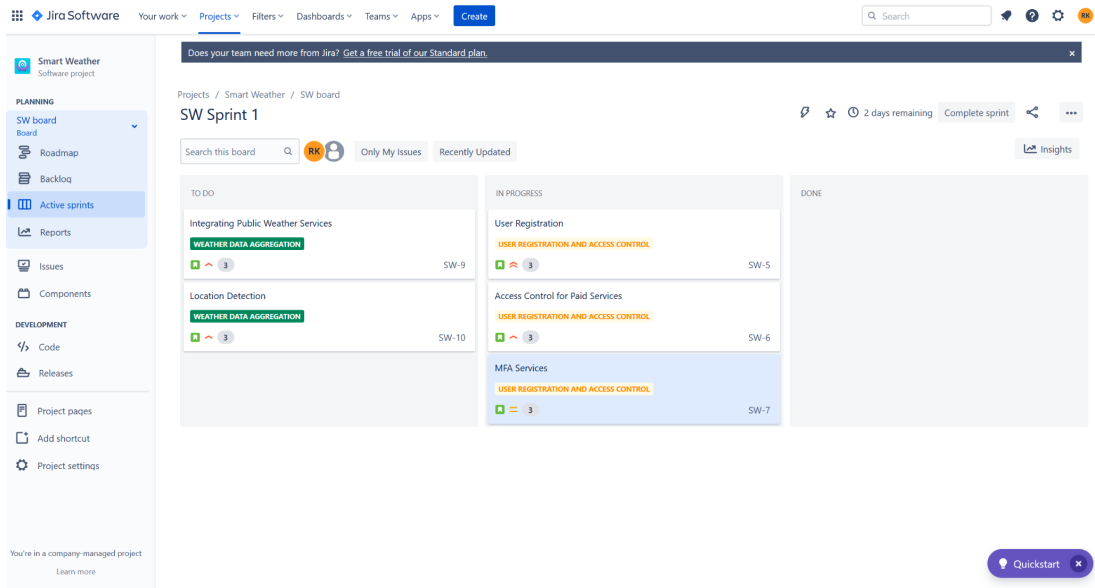 Jira Software
Your work Projects Filters Dashboards Teams Apps Create Search RK
Does your team need more from Jira? Get a free trial of our Standard plan.
Smart Weather
Software project
PLANNING
SW board
Board
Roadmap
Backlog
Active sprints
Reports
Issues
Components
DEVELOPMENT
Code
Releases
Project pages
Add shortcut
Project settings
You're in a company-managed project
Learn more
Projects / Smart Weather / SW board
SW Sprint 1
2 days remaining Complete sprint
Search this board RK Only My Issues Recently Updated Insights
TO DO
Integrating Public Weather Services
WEATHER DATA AGGREGATION
3 SW-9
Location Detection
WEATHER DATA AGGREGATION
3 SW-10
IN PROGRESS
User Registration
USER REGISTRATION AND ACCESS CONTROL
3 SW-5
Access Control for Paid Services
USER REGISTRATION AND ACCESS CONTROL
3 SW-6
MFA Services
USER REGISTRATION AND ACCESS CONTROL
3 SW-7
DONE
Quickstart